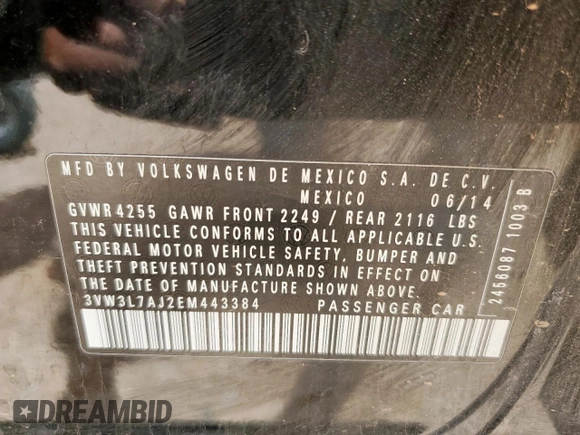 MFD BY VOLKSWAGEN DE MEXICO S.A. DE C.V.
MEXICO 06/14
GVWR 4255 GAWR FRONT 2249 / REAR 2116 LBS
THIS VEHICLE CONFORMS TO ALL APPLICABLE U.S.
FEDERAL MOTOR VEHICLE SAFETY, BUMPER AND
THEFT PREVENTION STANDARDS IN EFFECT ON
THE DATE OF MANUFACTURE SHOWN ABOVE.
3VW3L7AJ2EM443384 PASSENGER CAR
2456087 1003 B
DREAMBID